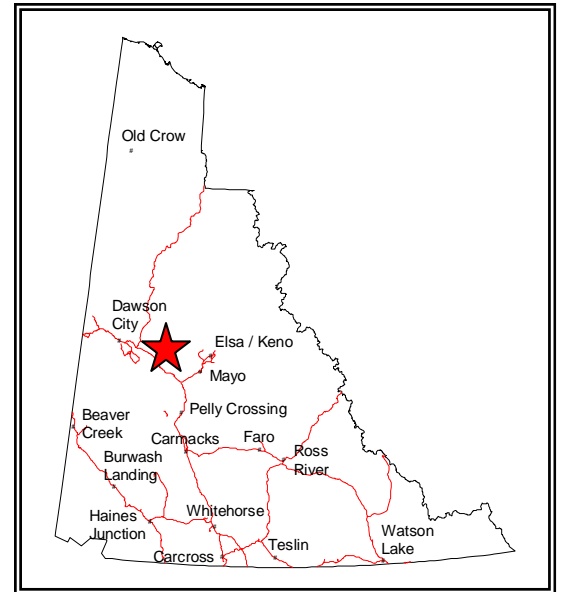 Old Crow
Dawson
City
Elsa / Keno
Mayo
Beaver
Creek
Pelly Crossing
Carmacks
Faro
Ross
River
Burwash
Landing
Haines
Junction
Whitehorse
Watson
Lake
Teslin
Carcross